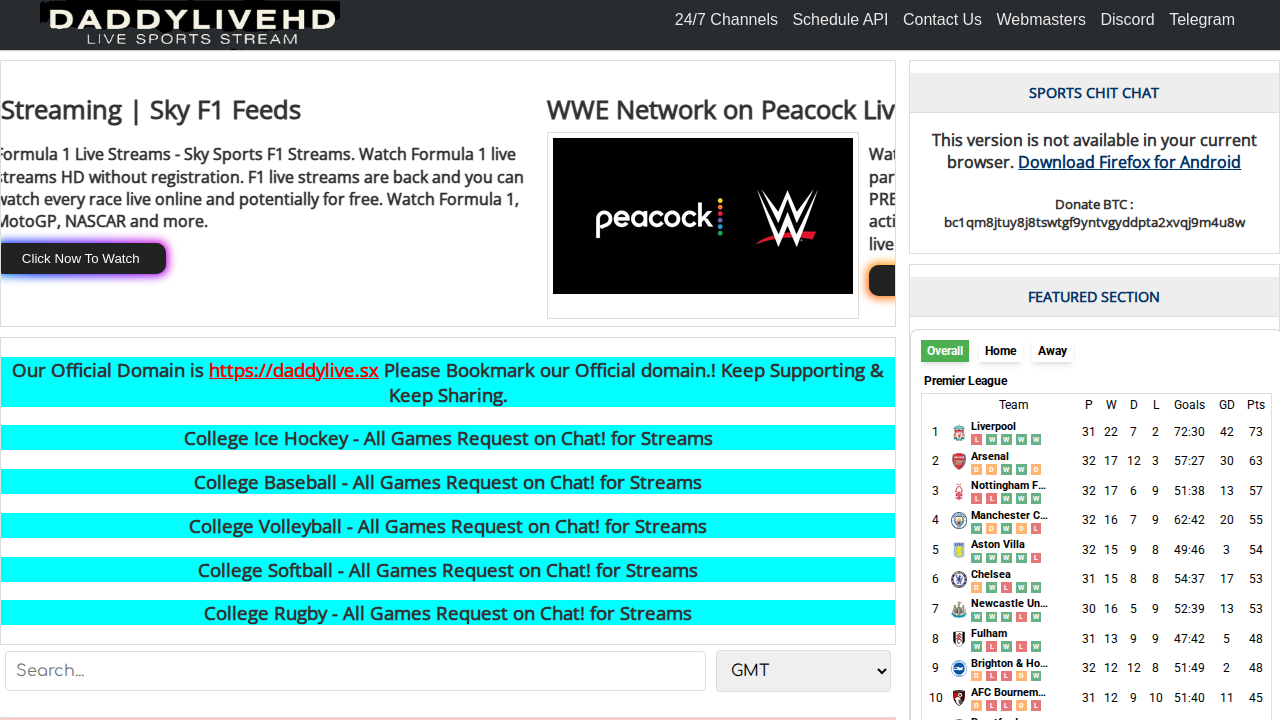 DADDYLIVEHD
LIVE SPORTS STREAM
24/7 Channels Schedule API Contact Us Webmasters Discord Telegram
Streaming | Sky F1 Feeds
Formula 1 Live Streams - Sky Sports F1 Streams. Watch Formula 1 live
streams HD without registration. F1 live streams are back and you can
watch every race live online and potentially for free. Watch Formula 1,
MotoGP, NASCAR and more.
Click Now To Watch
WWE Network on Peacock Liv
peacock W
Wat
par
PRE
acti
live
Our Official Domain is https://daddylive.sx Please Bookmark our Official domain.! Keep Supporting &
Keep Sharing.
College Ice Hockey - All Games Request on Chat! for Streams
College Baseball - All Games Request on Chat! for Streams
College Volleyball - All Games Request on Chat! for Streams
College Softball - All Games Request on Chat! for Streams
College Rugby - All Games Request on Chat! for Streams
Search...
GMT
SPORTS CHIT CHAT
This version is not available in your current
browser. Download Firefox for Android
Donate BTC :
bc1qm8jtuy8j8tswtgf9yntvgyddpta2xvqj9m4u8w
FEATURED SECTION
Overall Home Away
Premier League
Team P W D L Goals GD Pts
1 Liverpool 31 22 7 2 72:30 42 73
L W W W W
2 Arsenal 32 17 12 3 57:27 30 63
D D W W D
3 Nottingham F... 32 17 6 9 51:38 13 57
L L W W W
4 Manchester C... 32 16 7 9 62:42 20 55
W D W D L
5 Aston Villa 32 15 9 8 49:46 3 54
W W W W L
6 Chelsea 31 15 8 8 54:37 17 53
D W L W W
7 Newcastle Un... 30 16 5 9 52:39 13 53
W W W L W
8 Fulham 31 13 9 9 47:42 5 48
W L W L W
9 Brighton & Ho... 32 12 12 8 51:49 2 48
D L L D W
10 AFC Bournem... 31 12 9 10 51:40 11 45
D L L D L